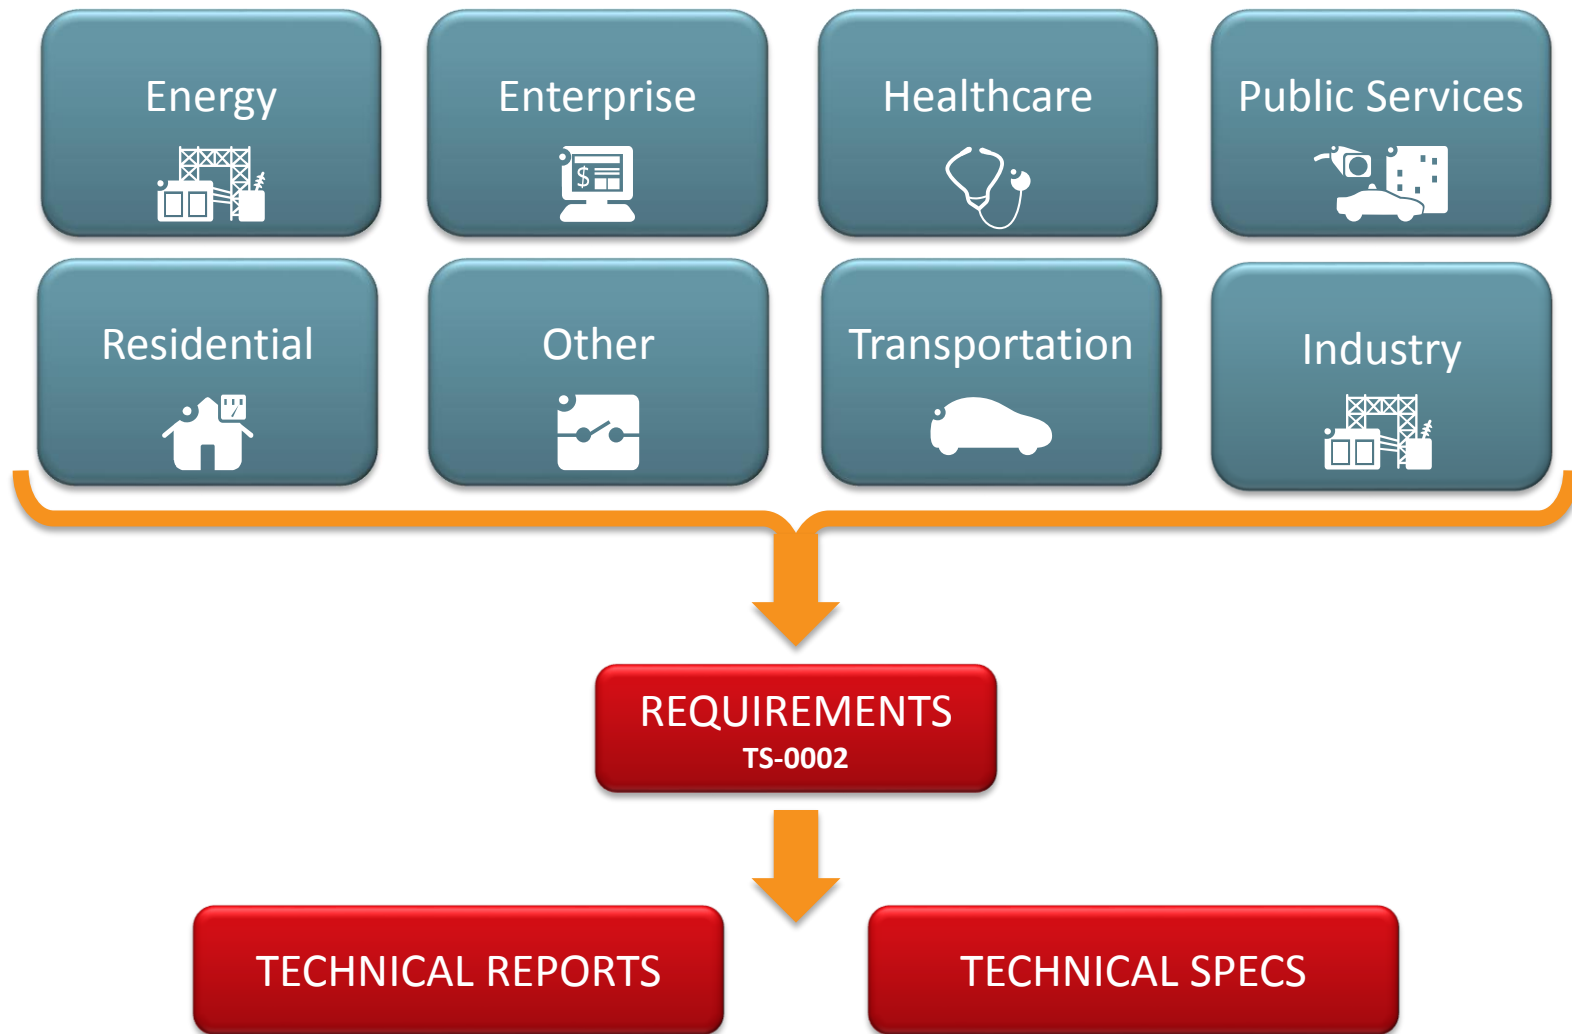 Energy
Enterprise
Healthcare
Public Services
$
Residential
Other
Transportation
Industry
REQUIREMENTS
TS-0002
TECHNICAL REPORTS
TECHNICAL SPECS